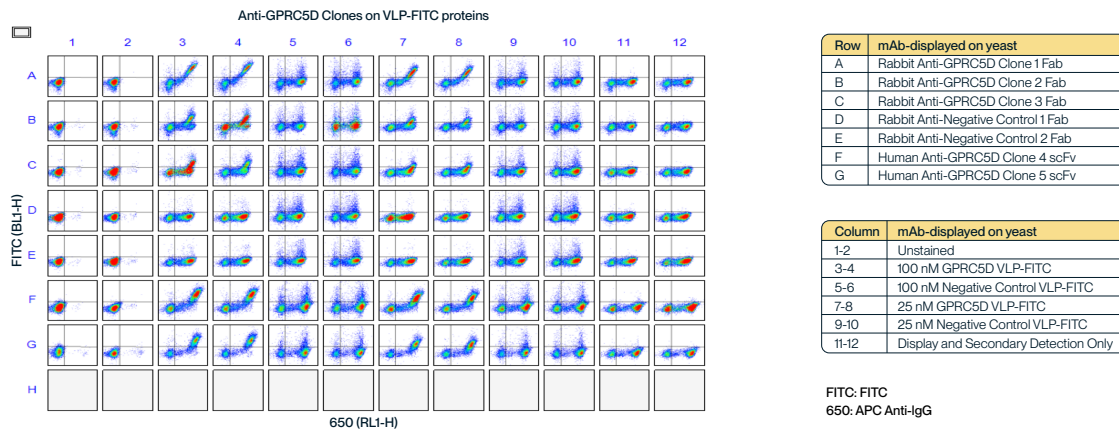 Anti-GPRC5D Clones on VLP-FITC proteins
1 2 3 4 5 6 7 8 9 10 11 12
A
B
C
D
E
F
G
H
FITC (BL1-H)
650 (RL1-H)
Row mAb-displayed on yeast
A Rabbit Anti-GPRC5D Clone 1 Fab
B Rabbit Anti-GPRC5D Clone 2 Fab
C Rabbit Anti-GPRC5D Clone 3 Fab
D Rabbit Anti-Negative Control 1 Fab
E Rabbit Anti-Negative Control 2 Fab
F Human Anti-GPRC5D Clone 4 scFv
G Human Anti-GPRC5D Clone 5 scFv
Column mAb-displayed on yeast
1-2 Unstained
3-4 100 nM GPRC5D VLP-FITC
5-6 100 nM Negative Control VLP-FITC
7-8 25 nM GPRC5D VLP-FITC
9-10 25 nM Negative Control VLP-FITC
11-12 Display and Secondary Detection Only
FITC: FITC
650: APC Anti-IgG